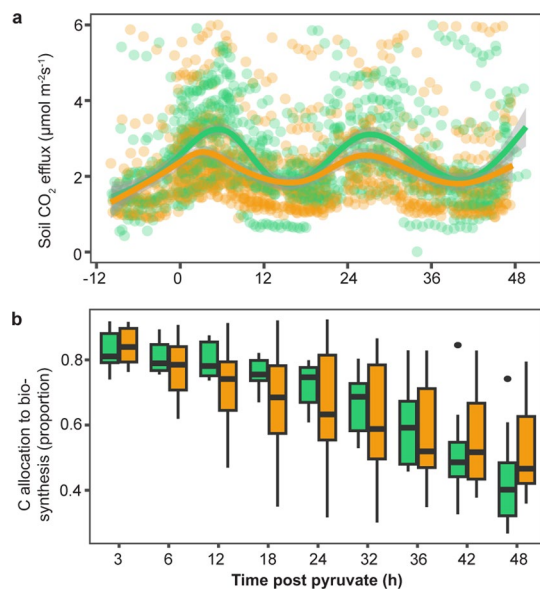 a
Soil CO₂ efflux (µmol m⁻²s⁻¹)
6
4
2
0
-12 0 12 24 36 48
b
C allocation to bio-
synthesis (proportion)
0.8
0.6
0.4
3 6 12 18 24 32 36 42 48
Time post pyruvate (h)